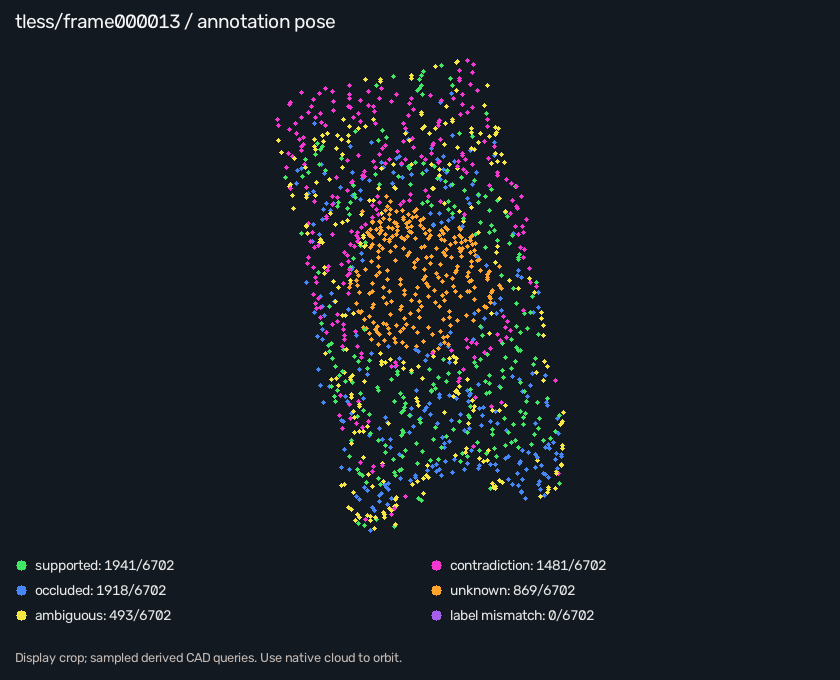 tless/frame000013 / annotation pose
supported: 1941/6702
contradiction: 1481/6702
occluded: 1918/6702
unknown: 869/6702
ambiguous: 493/6702
label mismatch: 0/6702
Display crop; sampled derived CAD queries. Use native cloud to orbit.